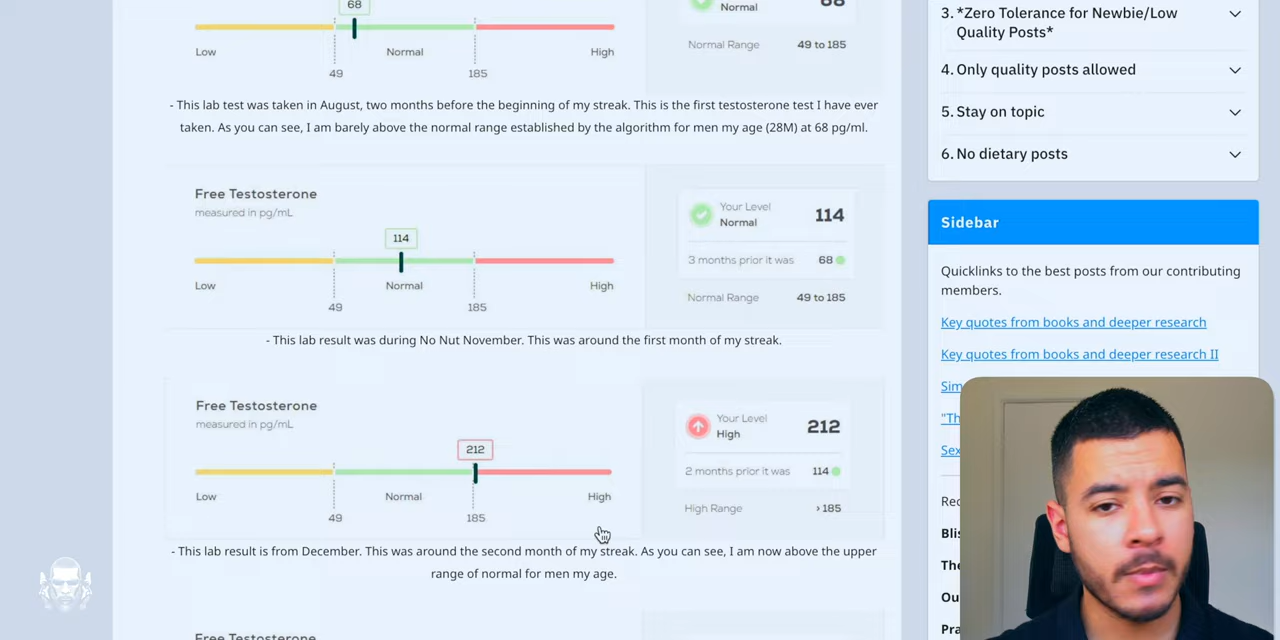 68
Normal
68
Low
Normal
High
Normal Range
49 to 185
49
185
- This lab test was taken in August, two months before the beginning of my streak. This is the first testosterone test I have ever
taken. As you can see, I am barely above the normal range established by the algorithm for men my age (28M) at 68 pg/ml.
Free Testosterone
measured in pg/mL
114
Low
Normal
High
49
185
Your Level
Normal
114
3 months prior it was
68
Normal Range
49 to 185
- This lab result was during No Nut November. This was around the first month of my streak.
Free Testosterone
measured in pg/mL
212
Low
Normal
High
49
185
Your Level
High
212
2 months prior it was
114
High Range
>185
- This lab result is from December. This was around the second month of my streak. As you can see, I am now above the upper
range of normal for men my age.
Free Testosterone
3. *Zero Tolerance for Newbie/Low
Quality Posts*
4. Only quality posts allowed
5. Stay on topic
6. No dietary posts
Sidebar
Quicklinks to the best posts from our contributing
members.
Key quotes from books and deeper research
Key quotes from books and deeper research II